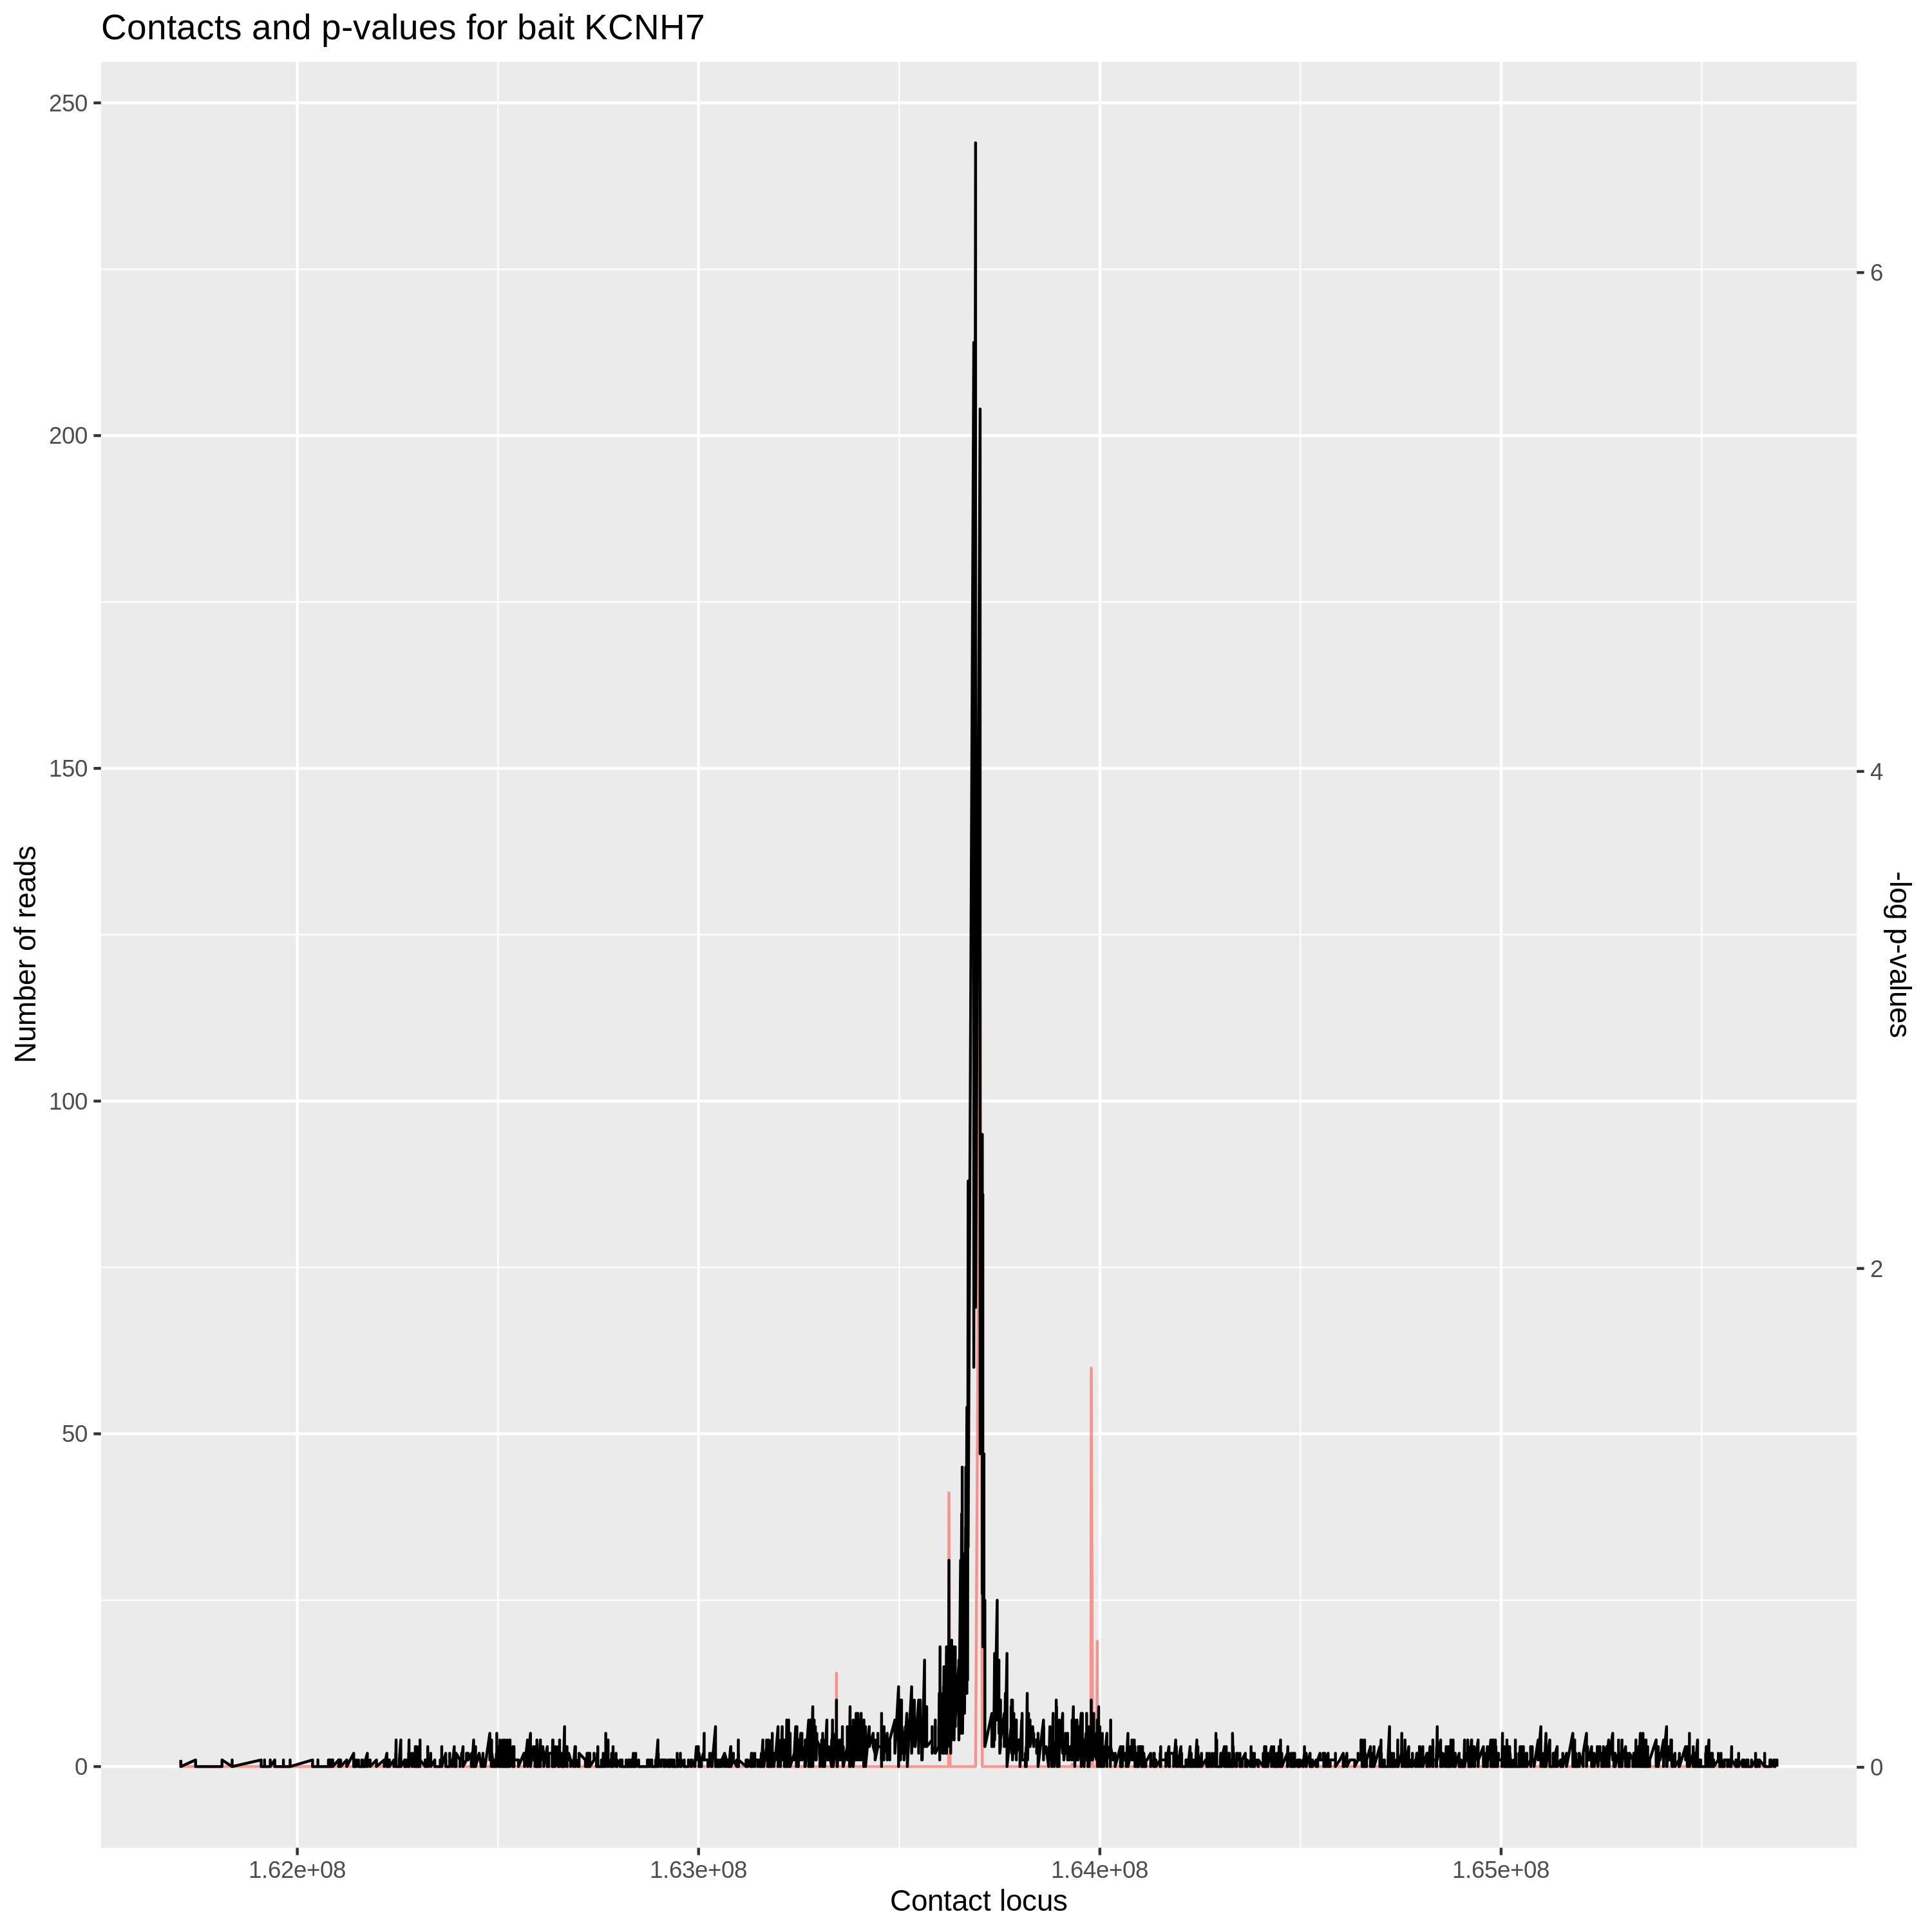 Contacts and p-values for bait KCNH7
250
200
150
100
50
0
Number of reads
6
4
2
0
-log p-values
1.62e+08
1.63e+08
1.64e+08
1.65e+08
Contact locus